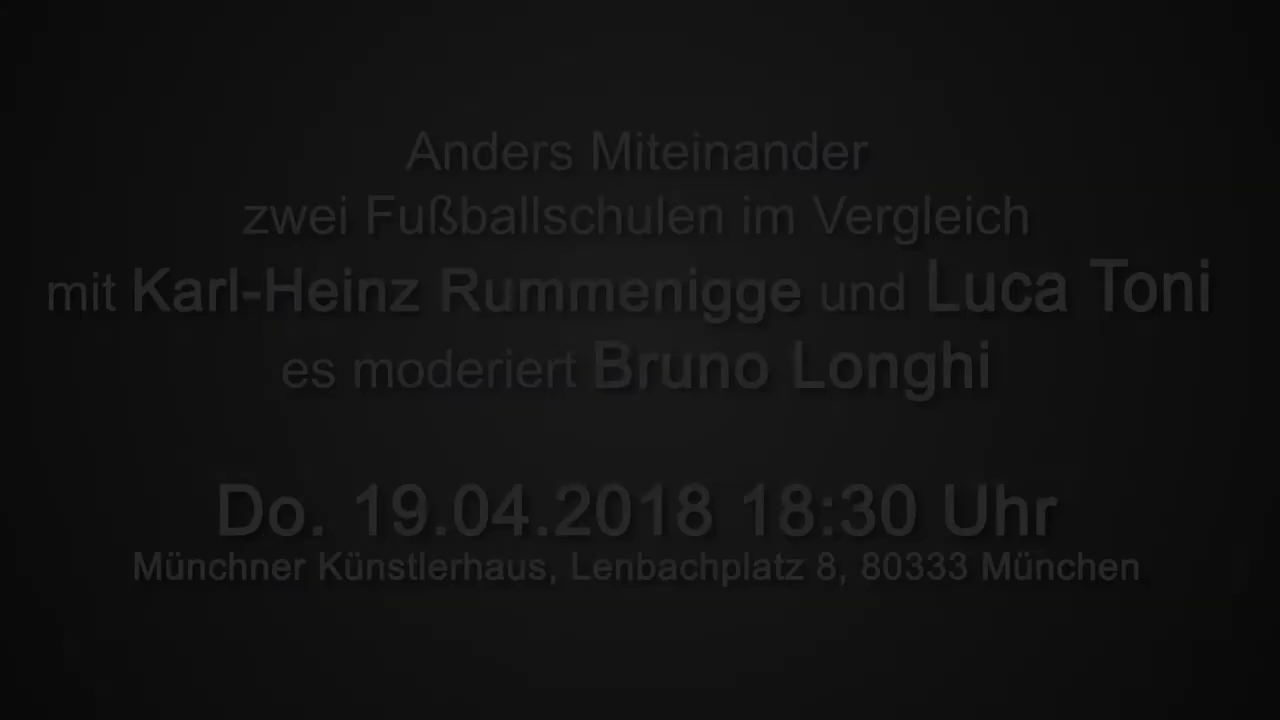 Anders Miteinander
zwei Fußballschulen im Vergleich
mit Karl-Heinz Rummenigge und Luca Toni
es moderiert Bruno Longhi
Do. 19.04.2018 18:30 Uhr
Münchner Künstlerhaus, Lenbachplatz 8, 80333 München